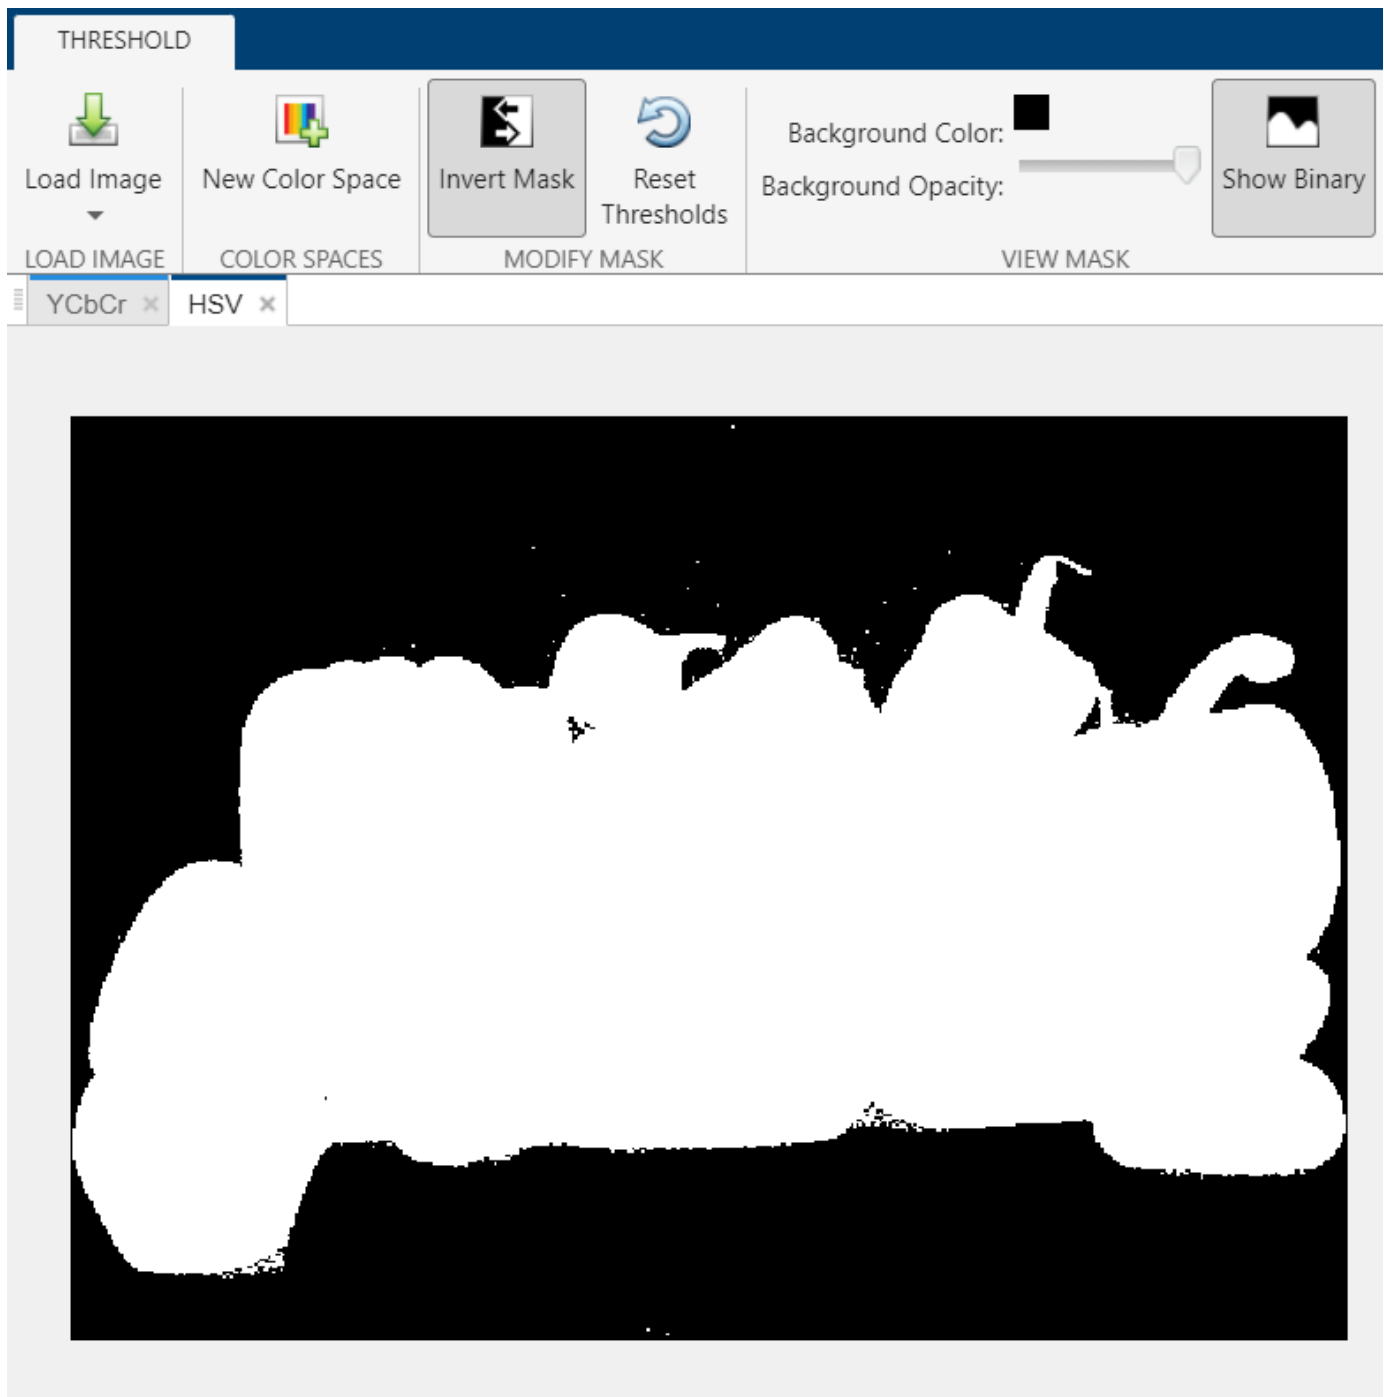 THRESHOLD
Load Image
New Color Space
Invert Mask
Reset
Thresholds
Background Color:
Background Opacity:
Show Binary
LOAD IMAGE
COLOR SPACES
MODIFY MASK
VIEW MASK
YCbCr
HSV